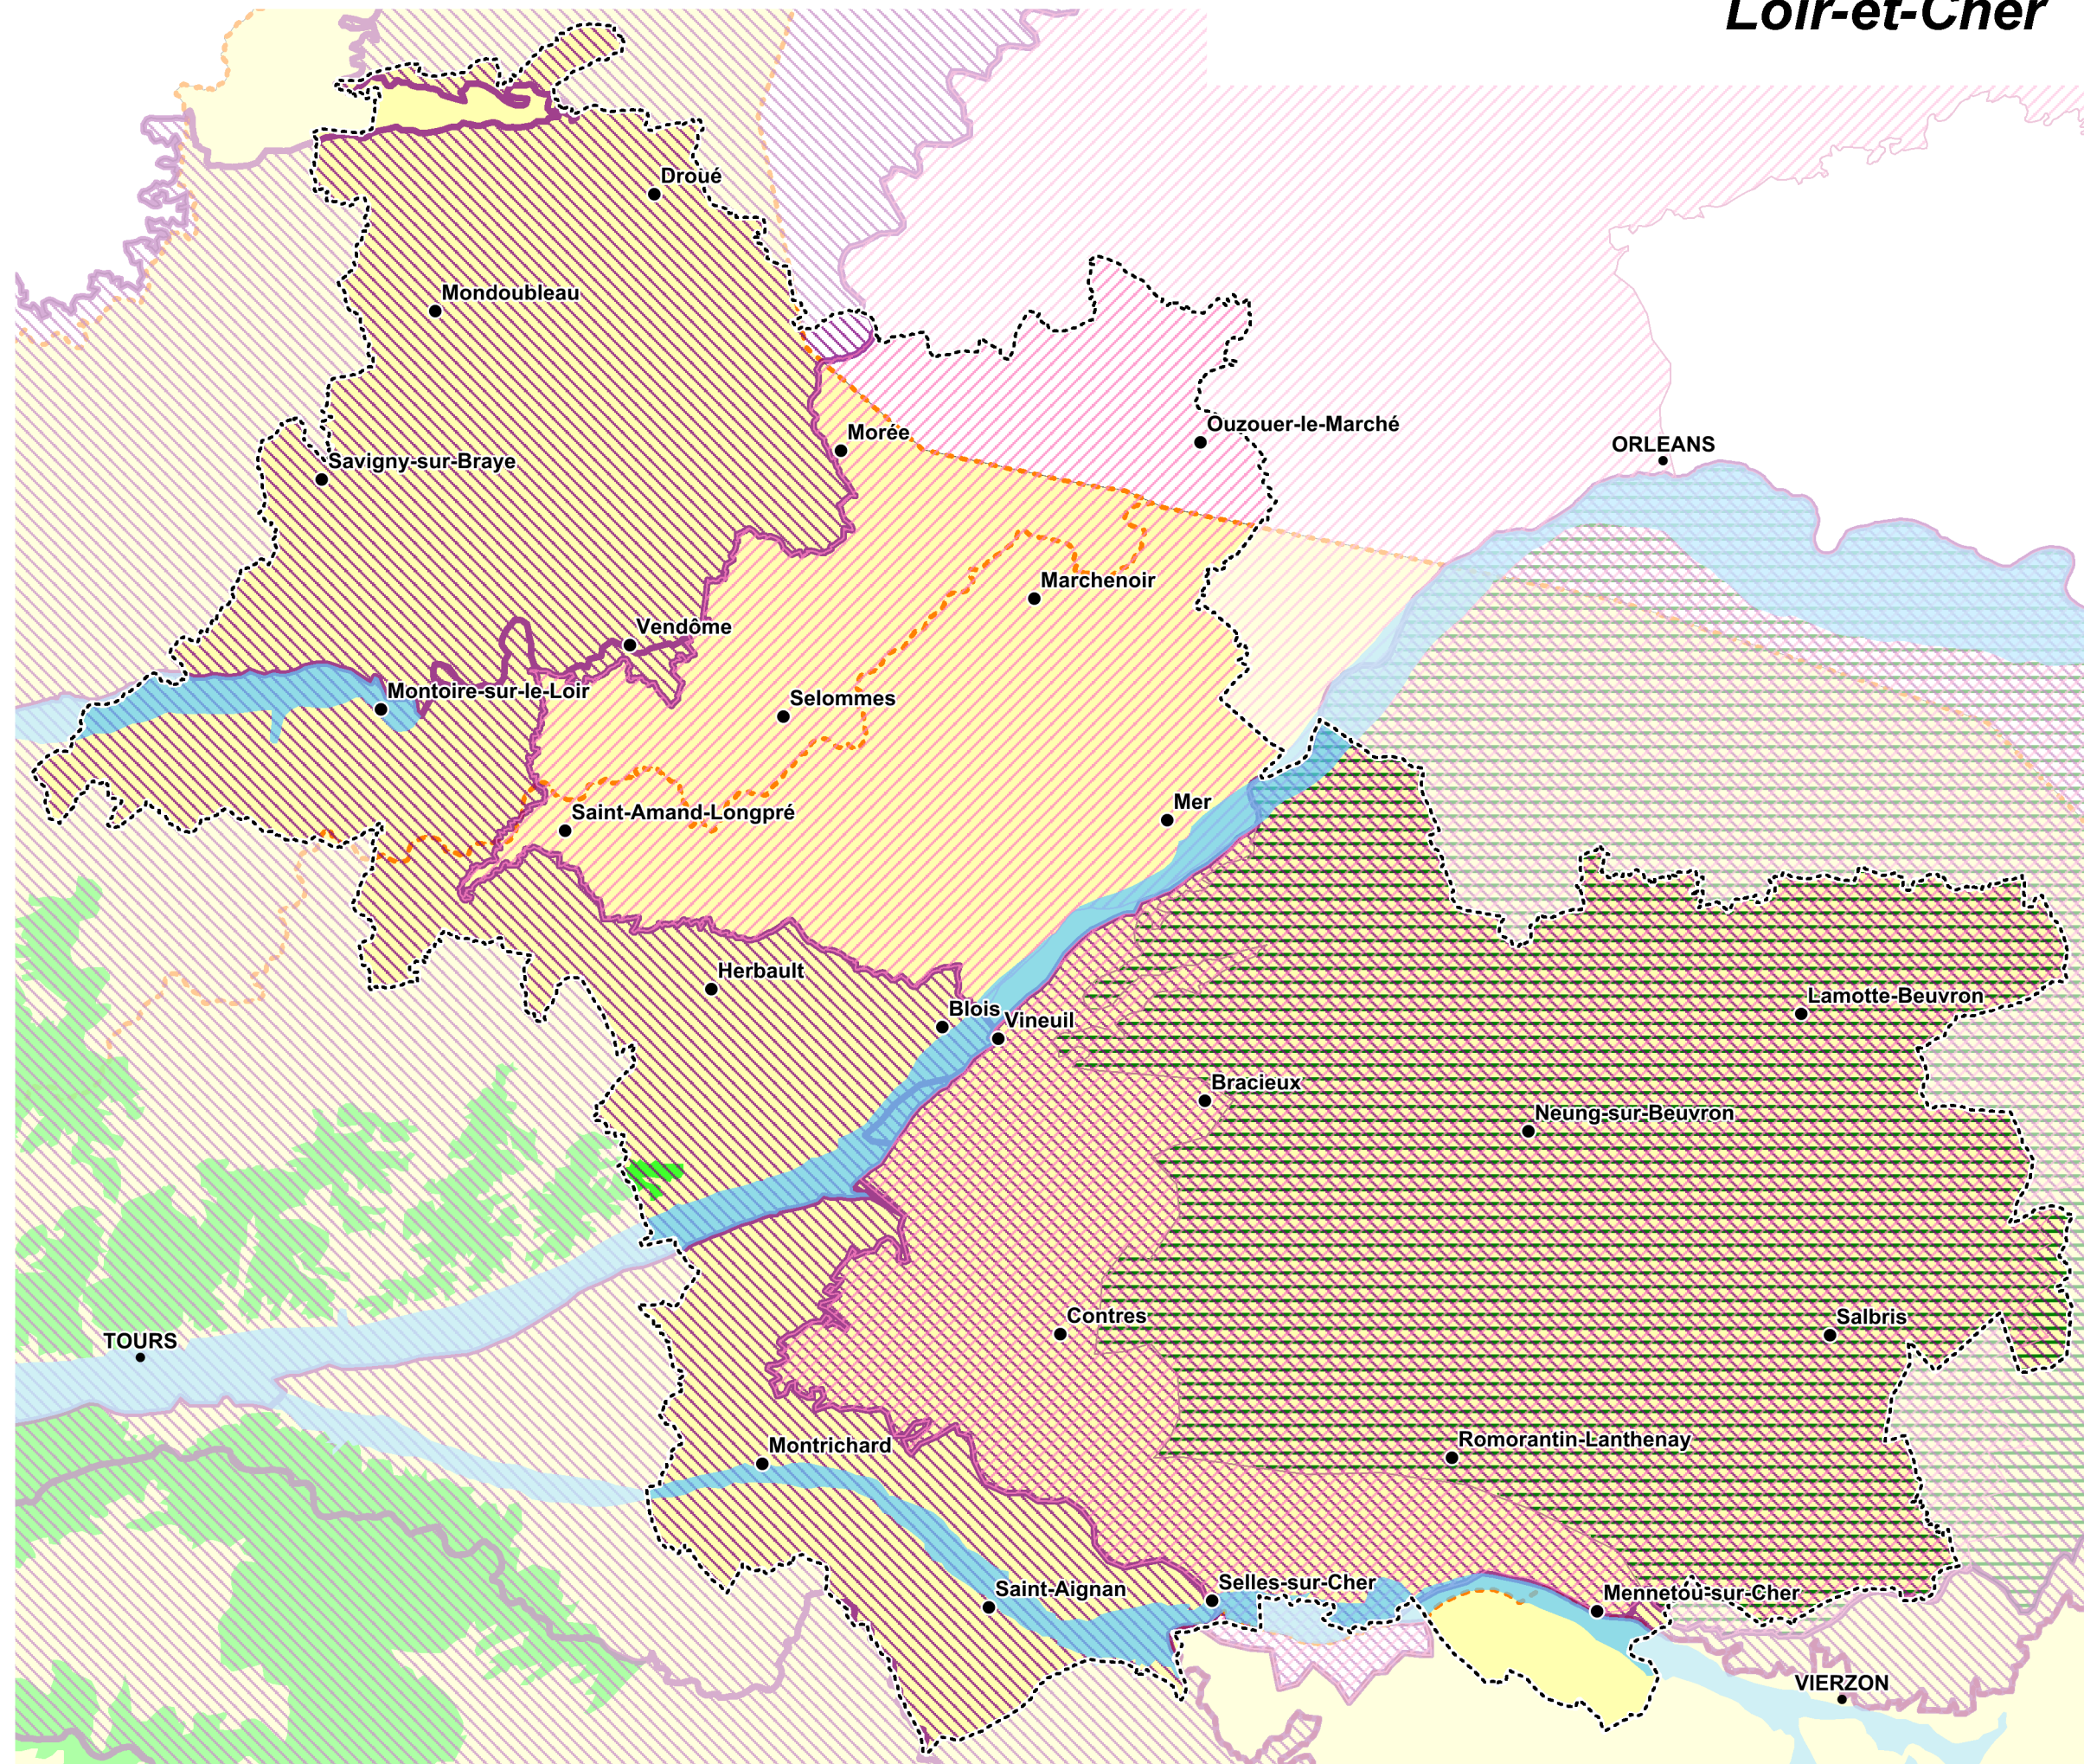 Loir-et-Cher
Droué
Mondoubleau
Ouzouer-le-Marché
Morée
ORLEANS
Savigny-sur-Braye
Marchenoir
Vendôme
Montoire-sur-le-Loir
Selommes
Mer
Saint-Amand-Longpré
Herbault
Lamotte-Beuvron
Blois
Vineuil
Bracieux
Neung-sur-Beuvron
Contres
Salbris
TOURS
Romorantin-Lanthenay
Montrichard
Selles-sur-Cher
Saint-Aignan
Mennetou-sur-Cher
VIERZON